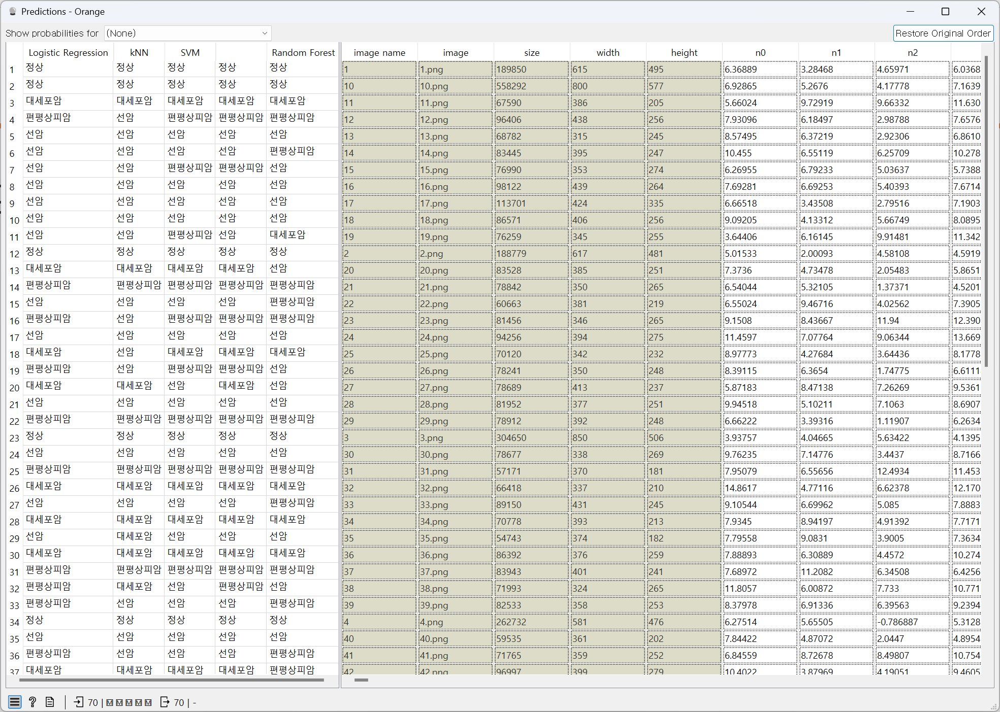 Predictions - Orange
Show probabilities for (None) Restore Original Order
Logistic Regression kNN SVM Random Forest image name image size width height n0 n1 n2
1 정상 정상 정상 정상 정상 1 1.png 189850 615 495 6.36889 3.28468 4.65971 6.0368
2 정상 정상 정상 정상 정상 10 10.png 558292 800 577 6.92865 5.2676 4.17778 7.1639
3 대세포암 대세포암 대세포암 대세포암 대세포암 11 11.png 67590 386 205 5.66024 9.72919 9.66332 11.630
4 편평상피암 선암 편평상피암 편평상피암 편평상피암 12 12.png 96406 438 256 7.93096 6.18497 2.98788 7.6576
5 선암 선암 선암 선암 선암 13 13.png 68782 315 245 8.57495 6.37219 2.92306 6.8610
6 선암 선암 선암 선암 편평상피암 14 14.png 83445 395 247 10.455 6.55119 6.25709 10.278
7 선암 선암 편평상피암 편평상피암 선암 15 15.png 76990 353 274 6.26955 6.79233 5.03637 5.7388
8 선암 선암 선암 선암 선암 16 16.png 98122 439 264 7.69281 6.69253 5.40393 7.6714
9 선암 선암 선암 선암 선암 17 17.png 113701 424 335 6.66518 3.43508 2.79516 7.1903
10 선암 선암 선암 선암 선암 18 18.png 86571 406 256 9.09205 4.13312 5.66749 8.0895
11 선암 선암 편평상피암 선암 대세포암 19 19.png 76259 345 255 3.64406 6.16145 9.91481 11.342
12 정상 정상 정상 정상 정상 2 2.png 188779 617 481 5.01533 2.00093 4.58108 4.5919
13 대세포암 대세포암 대세포암 대세포암 선암 20 20.png 83528 385 251 7.3736 4.73478 2.05483 5.8651
14 편평상피암 편평상피암 편평상피암 편평상피암 편평상피암 21 21.png 78842 350 265 6.54044 5.32105 1.37371 4.5201
15 선암 선암 선암 선암 편평상피암 22 22.png 60663 381 219 6.55024 9.46716 4.02562 7.3905
16 편평상피암 선암 편평상피암 편평상피암 편평상피암 23 23.png 81456 346 265 9.1508 8.43667 11.94 12.390
17 선암 선암 선암 선암 선암 24 24.png 94256 394 275 11.4597 7.07764 9.06344 13.669
18 대세포암 선암 대세포암 대세포암 대세포암 25 25.png 70120 342 232 8.97773 4.27684 3.64436 8.1778
19 편평상피암 선암 편평상피암 편평상피암 선암 26 26.png 78241 350 248 8.39115 6.3654 1.74775 6.6111
20 대세포암 대세포암 선암 대세포암 선암 27 27.png 78689 413 237 5.87183 8.47138 7.26269 9.5361
21 선암 선암 선암 선암 선암 28 28.png 81952 377 251 9.94518 5.10211 7.1063 8.6907
22 편평상피암 편평상피암 편평상피암 편평상피암 편평상피암 29 29.png 78912 392 248 6.66222 3.39316 1.11907 6.2634
23 정상 정상 정상 정상 정상 3 3.png 304650 850 506 3.93757 4.04665 5.63422 4.1395
24 선암 선암 선암 선암 선암 30 30.png 78677 338 269 9.76235 7.14776 3.4437 8.7166
25 편평상피암 편평상피암 편평상피암 편평상피암 편평상피암 31 31.png 57171 370 181 7.95079 6.55656 12.4934 11.453
26 대세포암 대세포암 대세포암 대세포암 대세포암 32 32.png 66418 337 210 14.8617 4.77116 6.62378 12.170
27 선암 선암 선암 선암 편평상피암 33 33.png 89150 431 245 9.10544 6.69962 5.085 7.8883
28 대세포암 대세포암 대세포암 대세포암 대세포암 34 34.png 70778 393 213 7.9345 8.94197 4.91392 7.7171
29 선암 대세포암 선암 선암 선암 35 35.png 54743 374 182 7.79558 9.0831 3.9005 7.3634
30 대세포암 대세포암 대세포암 대세포암 대세포암 36 36.png 86392 376 259 7.88893 6.30889 4.4572 10.274
31 편평상피암 편평상피암 편평상피암 편평상피암 편평상피암 37 37.png 83943 401 241 7.68972 11.2082 6.34508 6.4256
32 편평상피암 대세포암 선암 편평상피암 선암 38 38.png 71993 324 265 11.8057 6.00872 7.733 10.771
33 편평상피암 선암 선암 선암 편평상피암 39 39.png 82533 358 253 8.37978 6.91336 6.39563 9.2394
34 정상 정상 정상 정상 정상 4 4.png 262732 581 476 6.27514 5.65505 -0.786887 5.3128
35 선암 선암 선암 선암 선암 40 40.png 59535 361 202 7.84422 4.87072 2.0447 4.8954
36 편평상피암 선암 선암 선암 편평상피암 41 41.png 71765 359 252 6.84559 8.72678 8.49807 10.754
37 대세포암 대세포암 대세포암 대세포암 편평상피암 42 42.png 96997 399 279 10.4022 3.87969 4.19051 9.4605
? 70 | M M M M M 70 | -